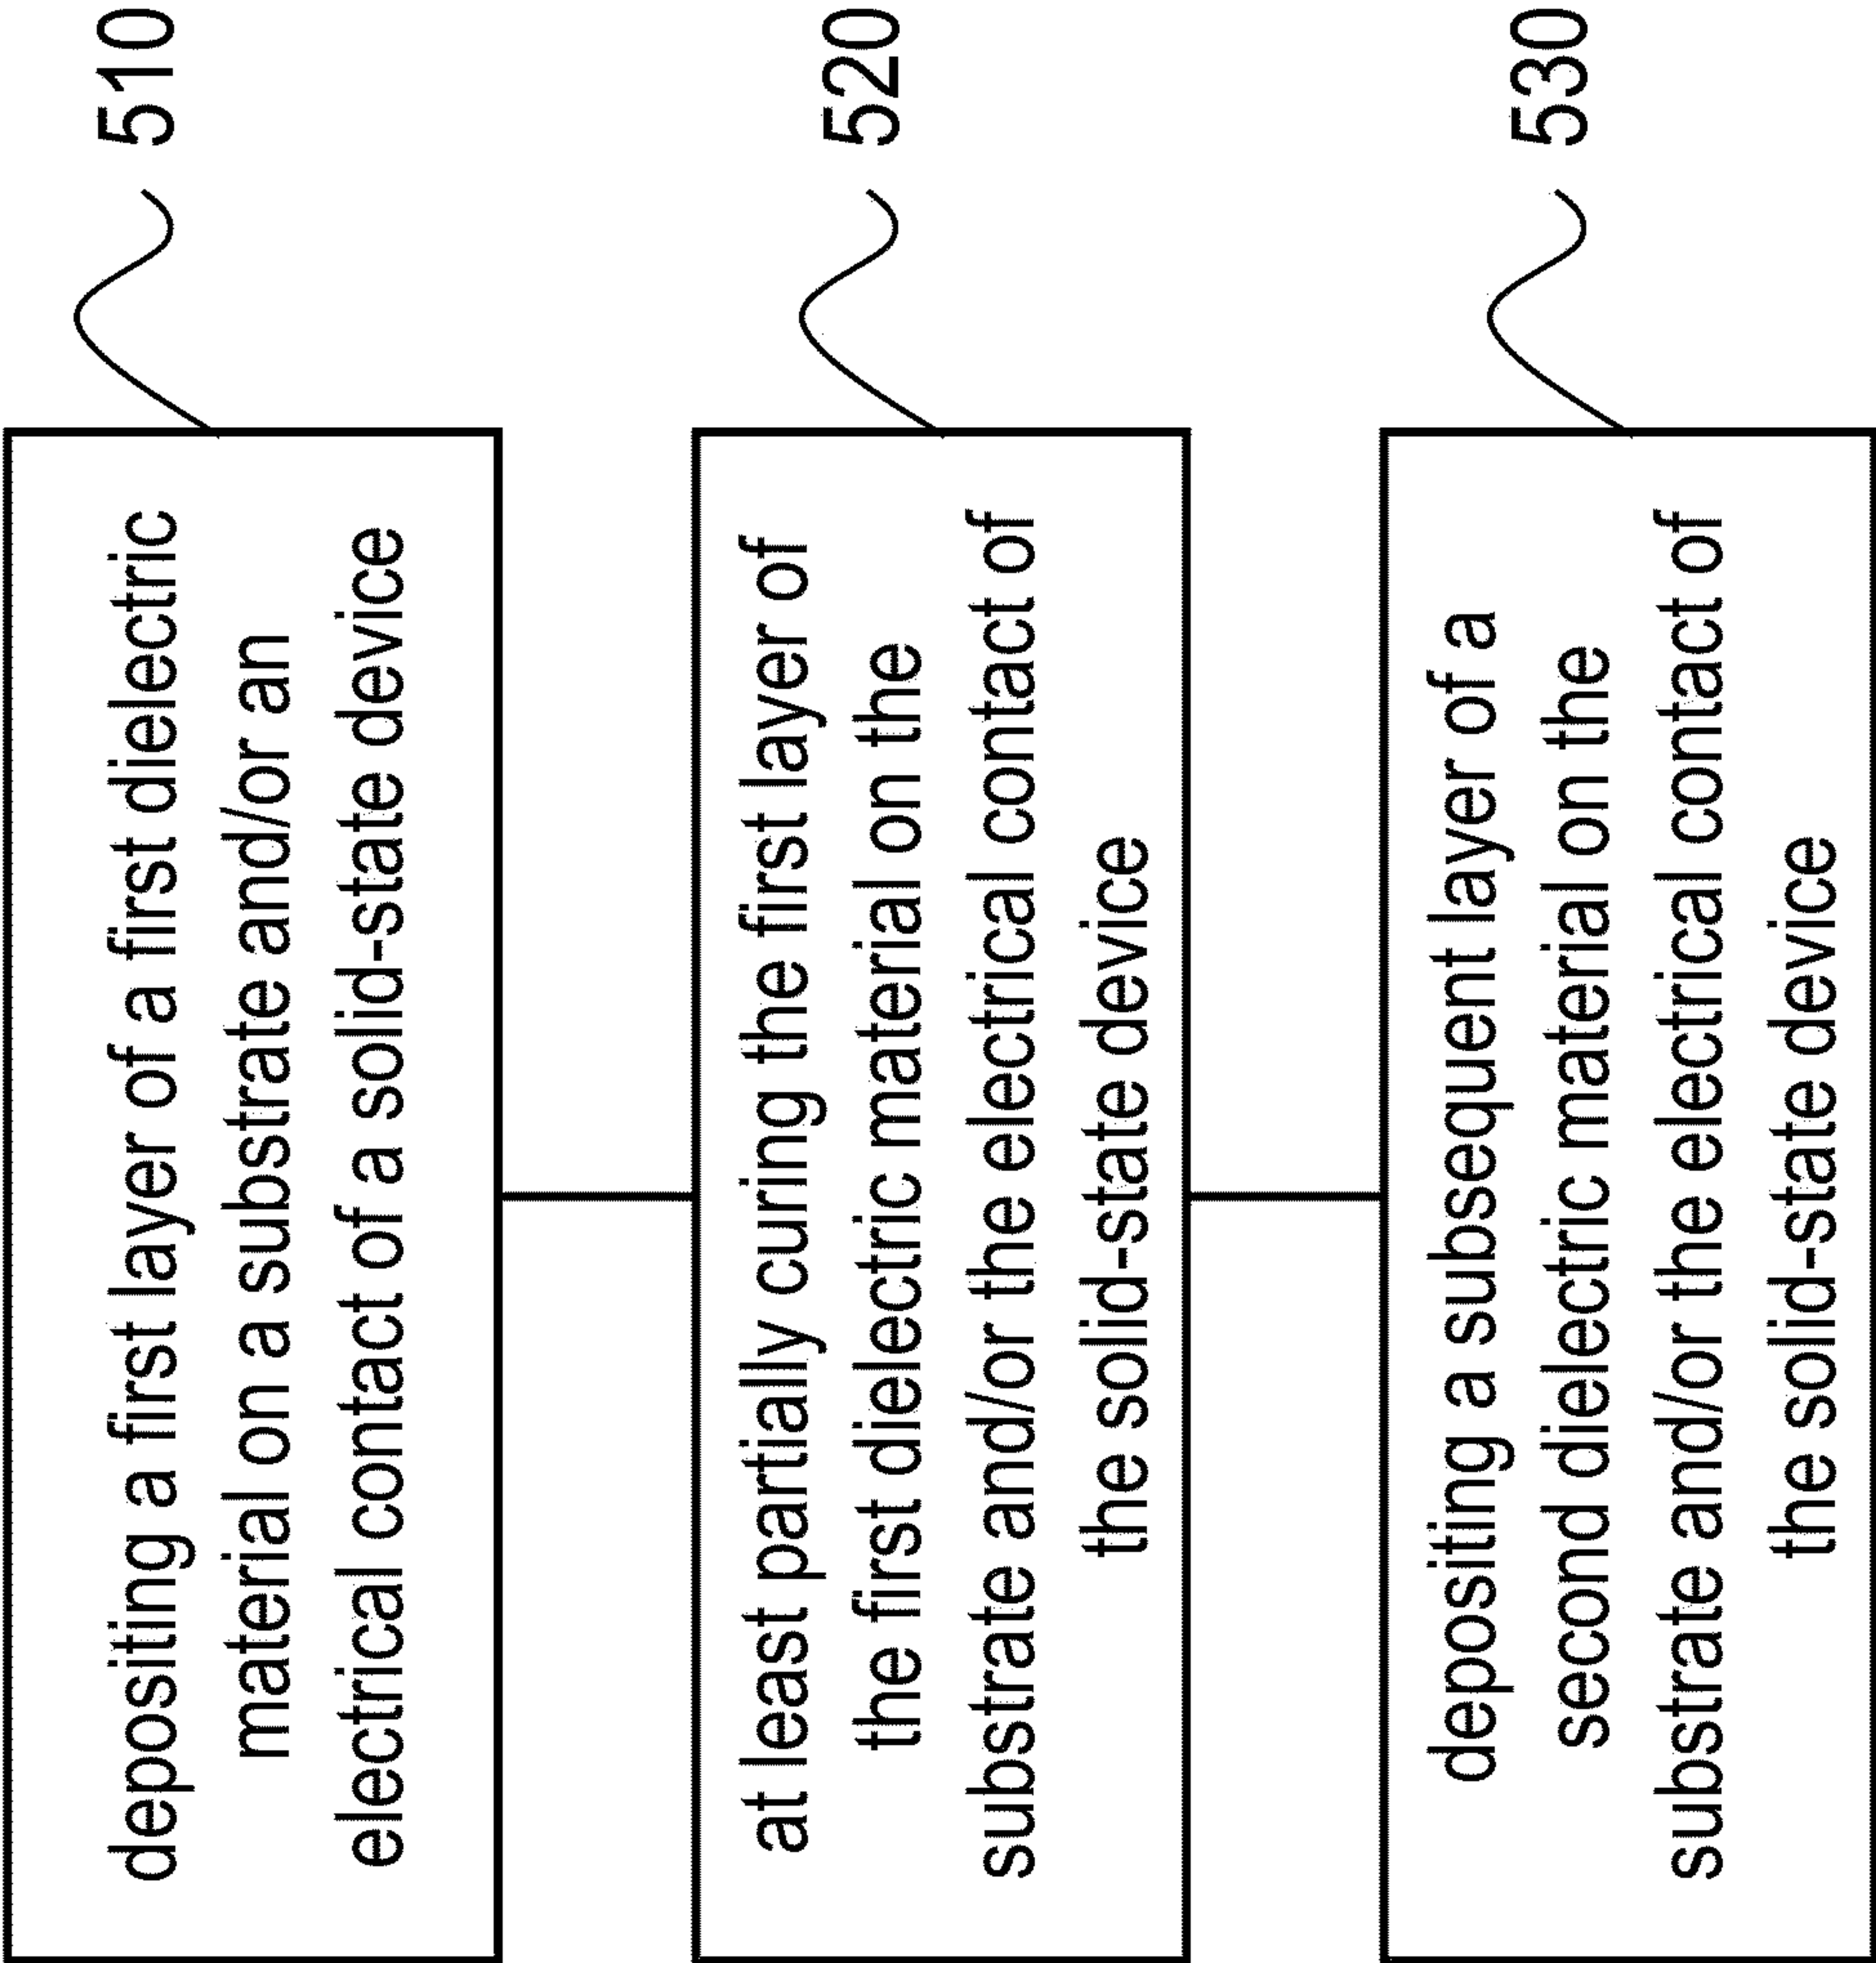 depositing a first layer of a first dielectric
material on a substrate and/or an
electrical contact of a solid-state device
510
at least partially curing the first layer of
the first dielectric material on the
substrate and/or the electrical contact of
the solid-state device
520
depositing a subsequent layer of a
second dielectric material on the
substrate and/or the electrical contact of
the solid-state device
530